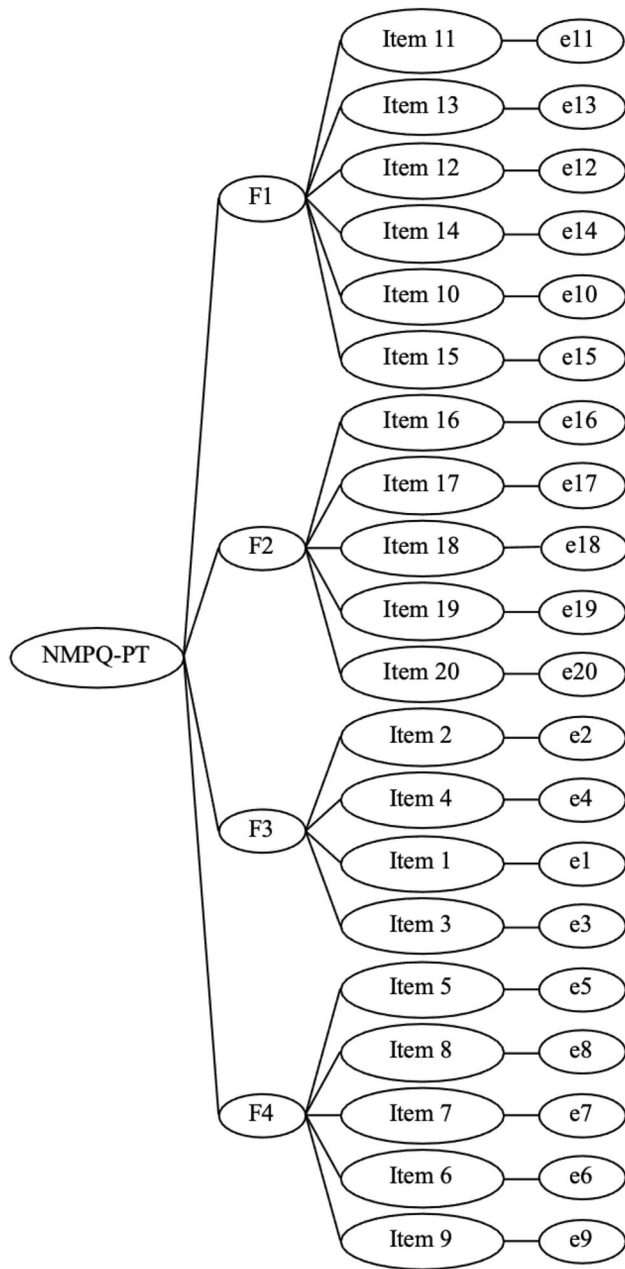 Item 11 e11
Item 13 e13
Item 12 e12
F1
Item 14 e14
Item 10 e10
Item 15 e15
Item 16 e16
Item 17 e17
F2 Item 18 e18
Item 19 e19
NMPQ-PT
Item 20 e20
Item 2 e2
Item 4 e4
F3
Item 1 e1
Item 3 e3
Item 5 e5
Item 8 e8
F4 Item 7 e7
Item 6 e6
Item 9 e9